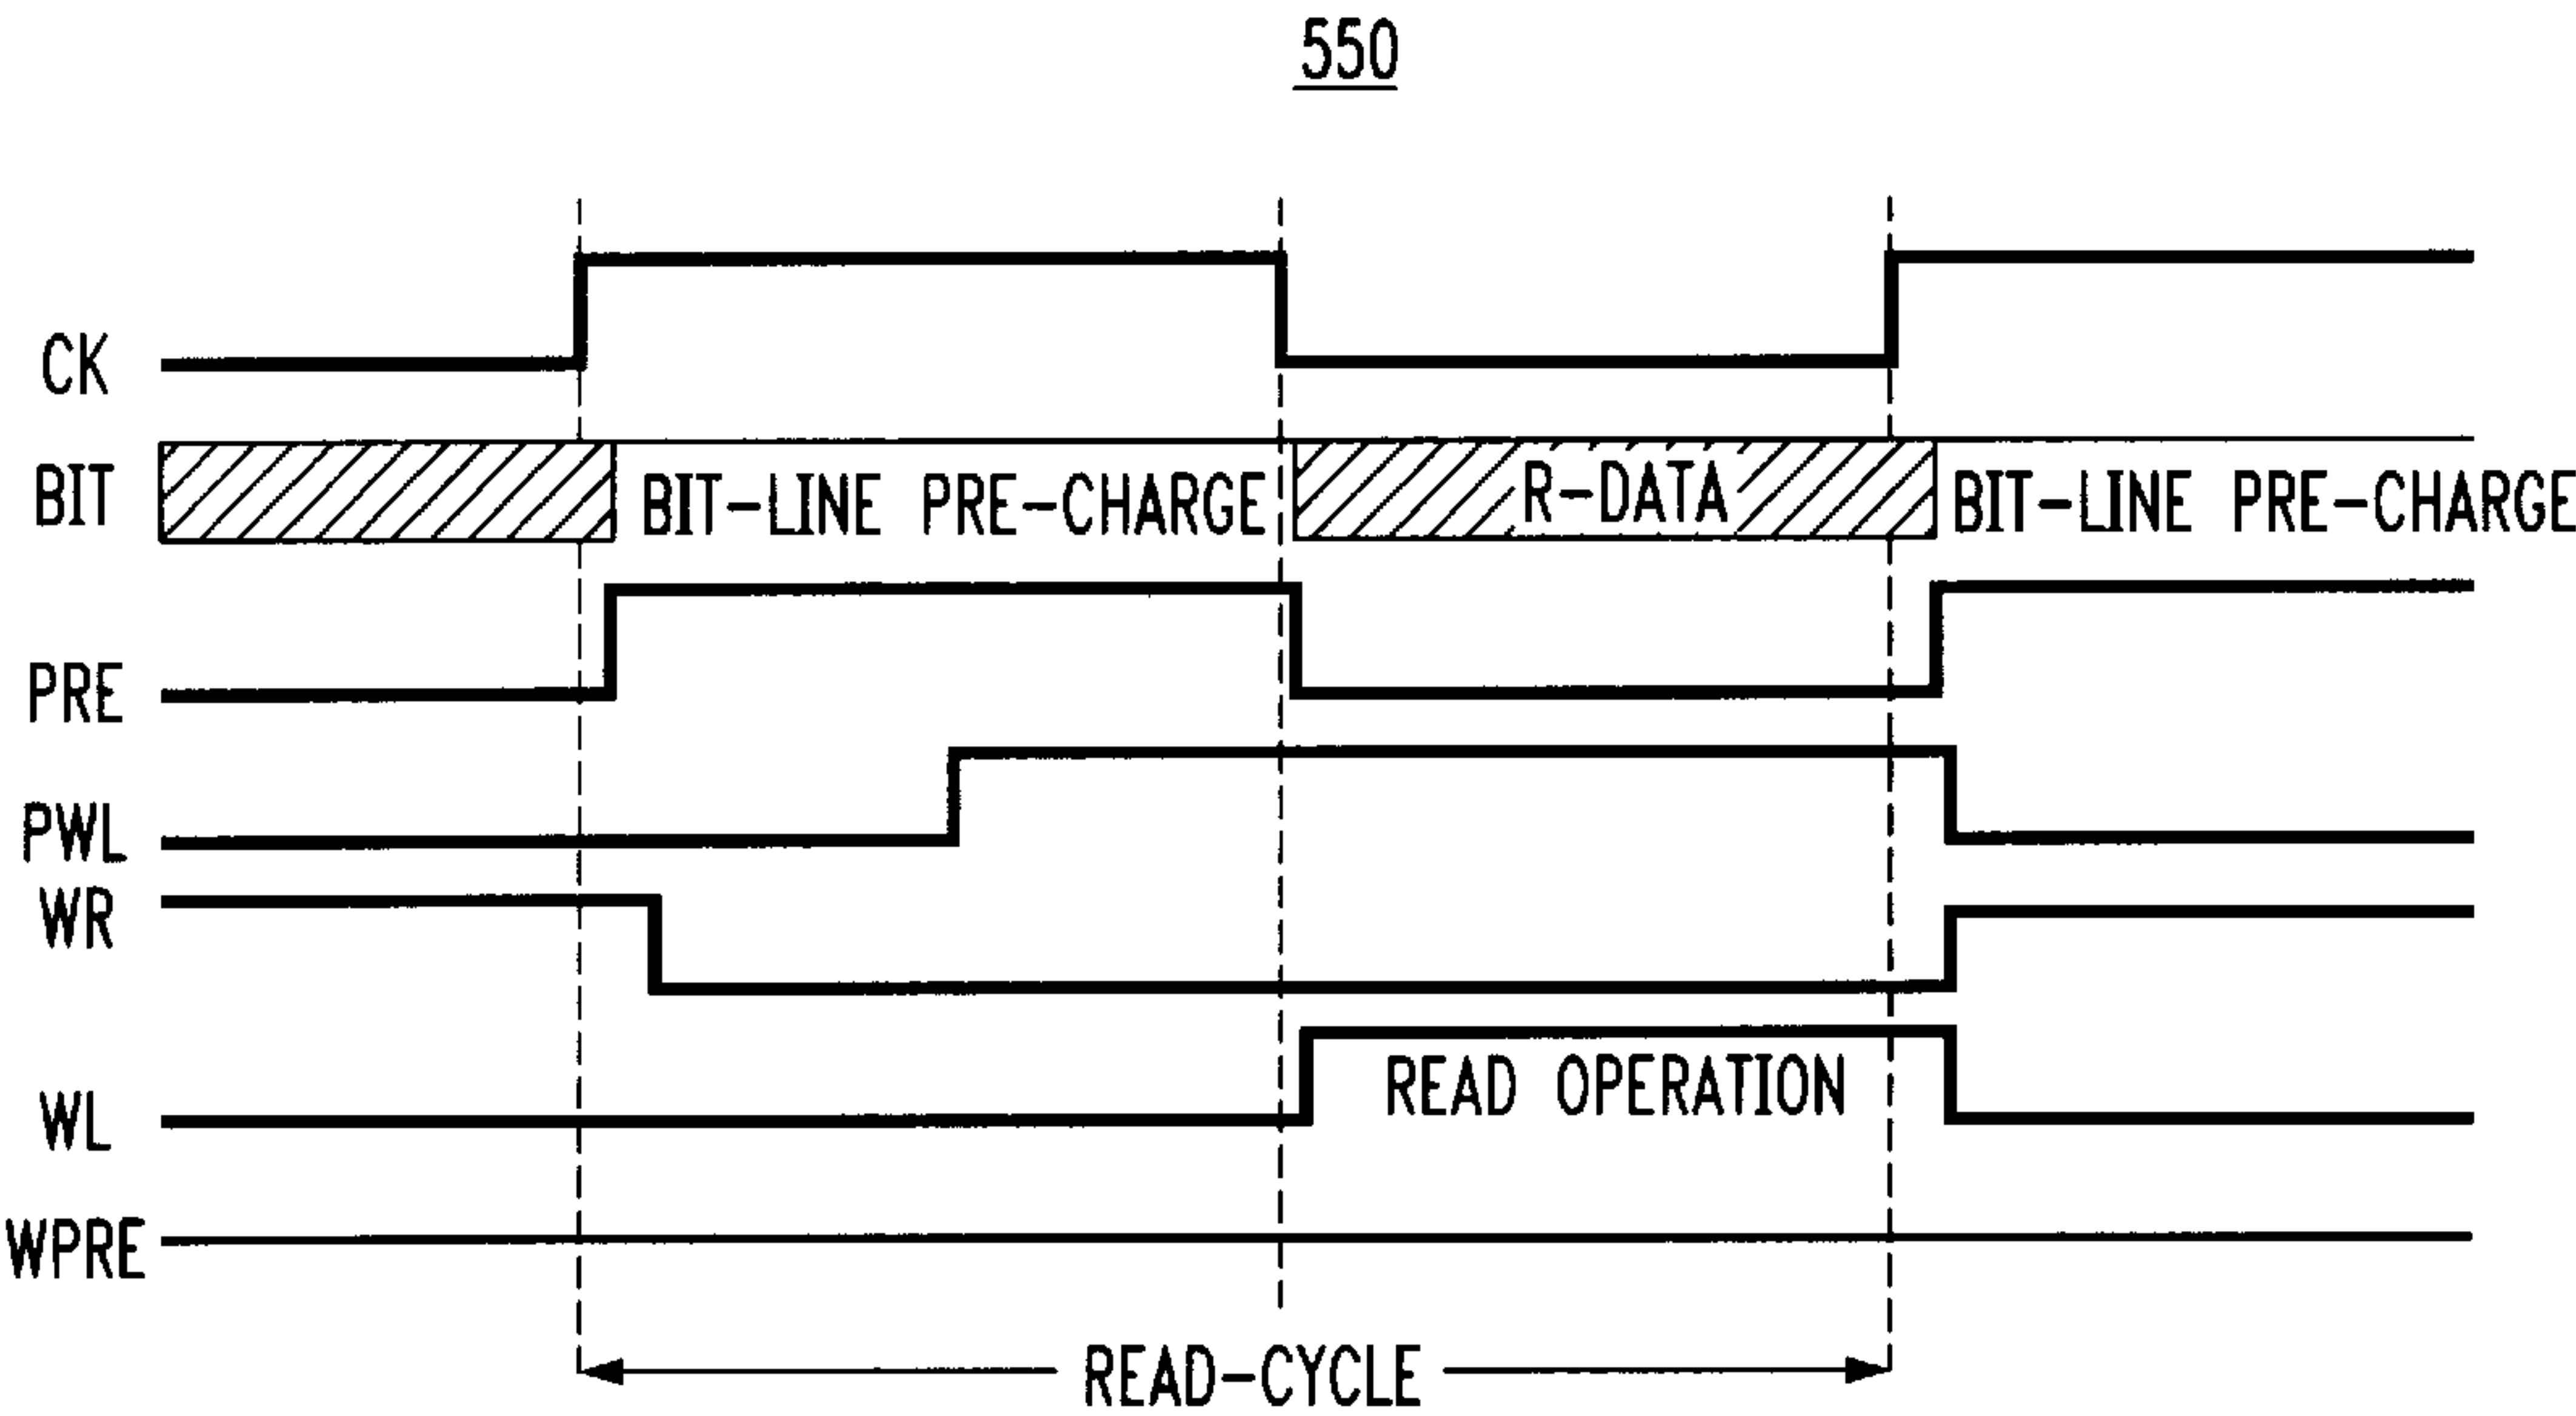 550
CK
BIT
BIT-LINE PRE-CHARGE
R-DATA
BIT-LINE PRE-CHARGE
PRE
PWL
WR
WL
READ OPERATION
WPRE
READ-CYCLE